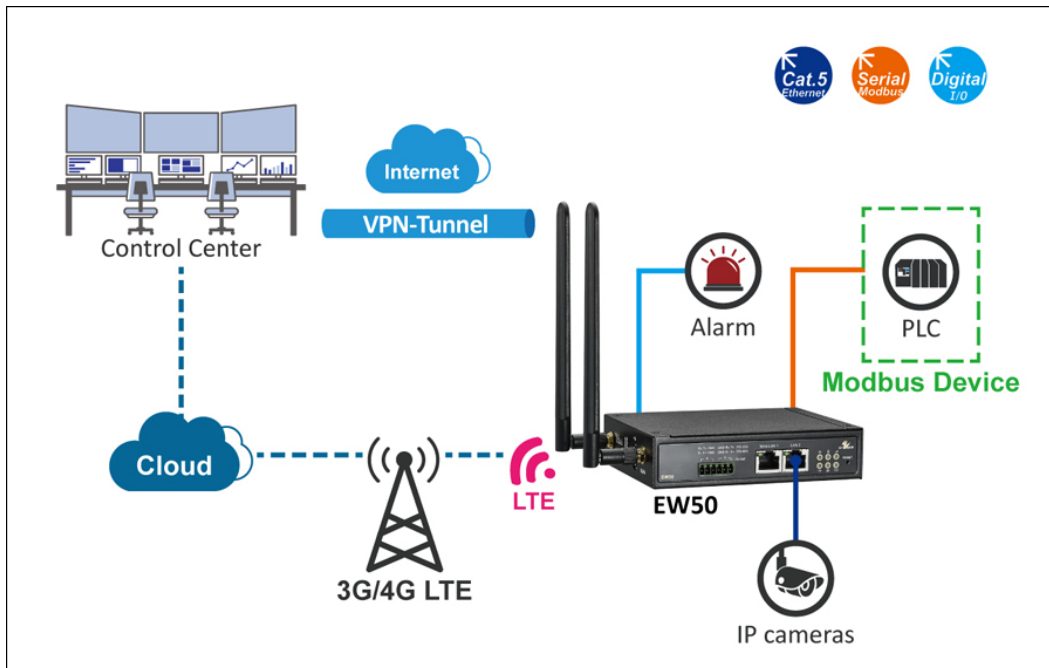 Cat.5
Ethernet
Serial
Modbus
Digital
I/O
Internet
VPN-Tunnel
Control Center
Alarm
PLC
Modbus Device
Cloud
LTE
EW50
3G/4G LTE
IP cameras
EW50